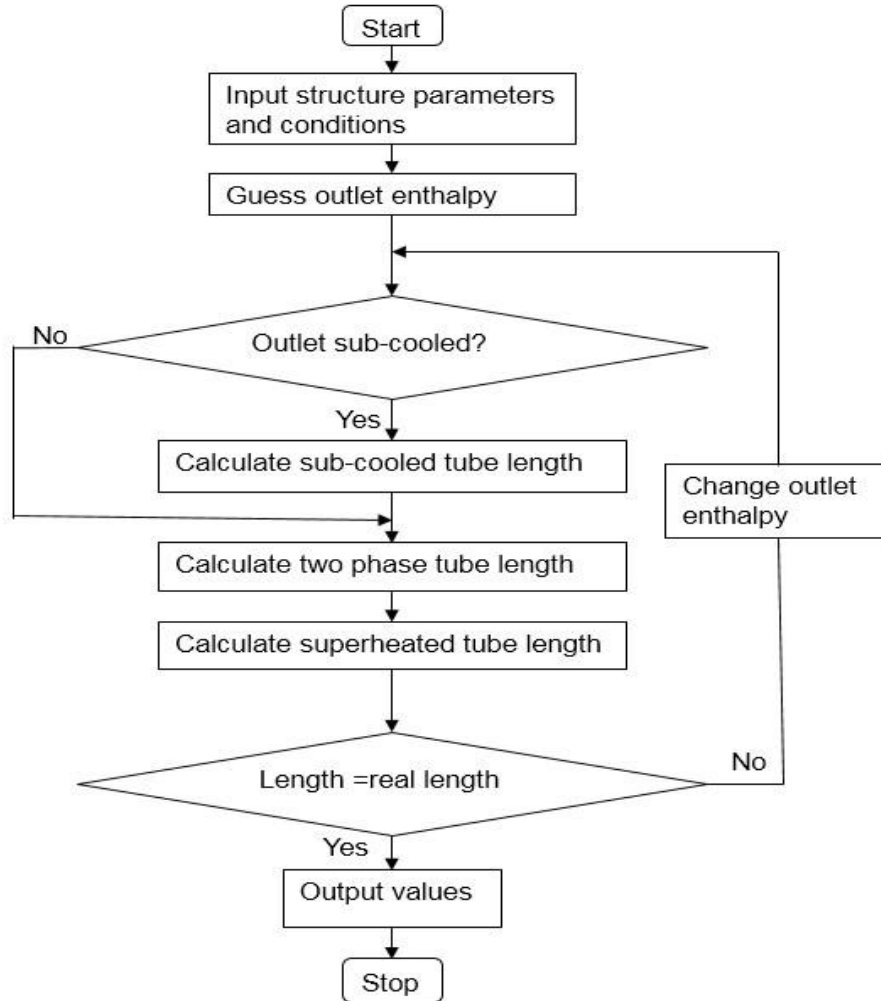 Start
Input structure parameters
and conditions
Guess outlet enthalpy
No
Outlet sub-cooled?
Yes
Calculate sub-cooled tube length
Change outlet
enthalpy
Calculate two phase tube length
Calculate superheated tube length
Length =real length
No
Yes
Output values
Stop